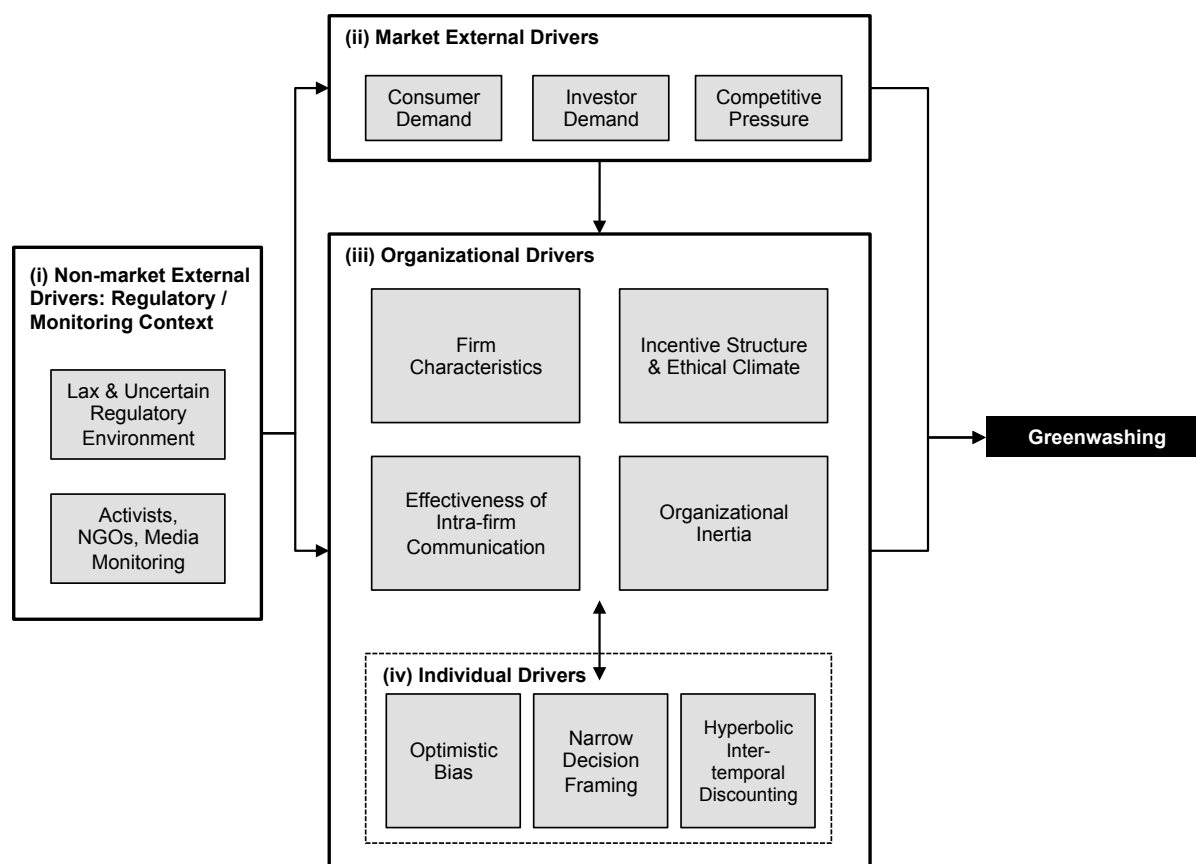 (ii) Market External Drivers
Consumer
Demand
Investor
Demand
Competitive
Pressure
(i) Non-market External
Drivers: Regulatory /
Monitoring Context
Lax & Uncertain
Regulatory
Environment
Activists,
NGOs, Media
Monitoring
(iii) Organizational Drivers
Firm
Characteristics
Incentive Structure
& Ethical Climate
Effectiveness of
Intra-firm
Communication
Organizational
Inertia
(iv) Individual Drivers
Optimistic
Bias
Narrow
Decision
Framing
Hyperbolic
Inter-
temporal
Discounting
Greenwashing